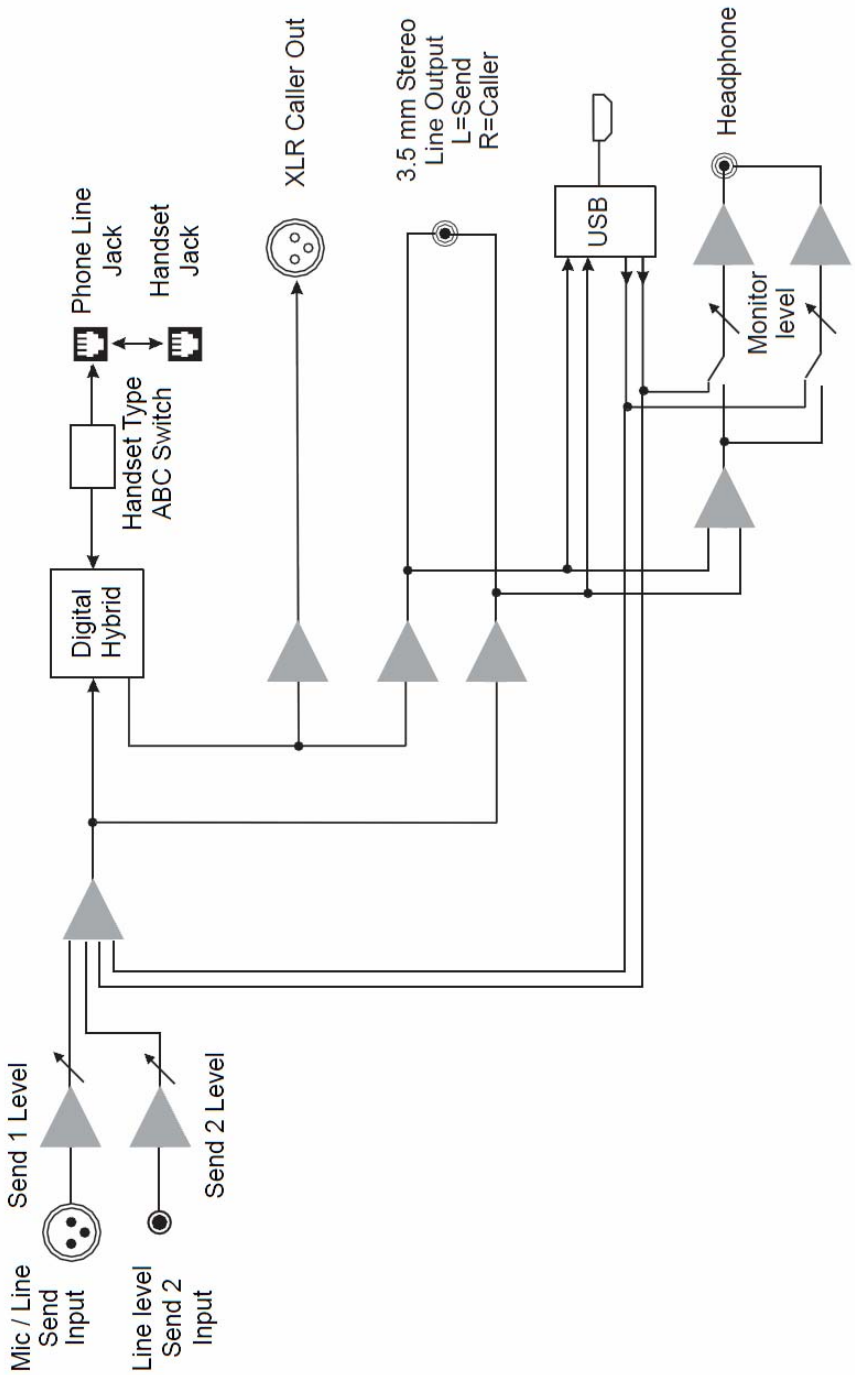 Mic / Line
Send
Input
Send 1 Level
Line level
Send 2
Input
Send 2 Level
Digital
Hybrid
Handset Type
ABC Switch
Phone Line
Jack
Handset
Jack
XLR Caller Out
3.5 mm Stereo
Line Output
L=Send
R=Caller
USB
Monitor
level
Headphone